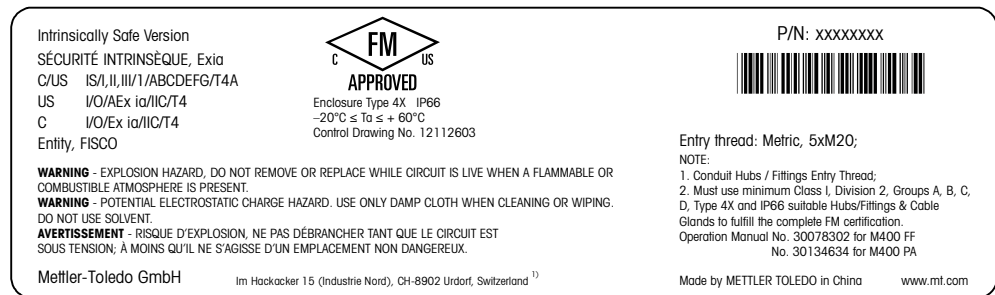 Intrinsically Safe Version
SÉCURITÉ INTRINSÈQUE, Exia
C/US IS/I,II,III/1/ABCDEFG/T4A
US I/O/AEx ia/IIC/T4
C I/O/Ex ia/IIC/T4
Entity, FISCO
FM
C US
APPROVED
Enclosure Type 4X IP66
–20°C ≤ Ta ≤ + 60°C
Control Drawing No. 12112603
WARNING - EXPLOSION HAZARD, DO NOT REMOVE OR REPLACE WHILE CIRCUIT IS LIVE WHEN A FLAMMABLE OR
COMBUSTIBLE ATMOSPHERE IS PRESENT.
WARNING - POTENTIAL ELECTROSTATIC CHARGE HAZARD. USE ONLY DAMP CLOTH WHEN CLEANING OR WIPING.
DO NOT USE SOLVENT.
AVERTISSEMENT - RISQUE D'EXPLOSION, NE PAS DÉBRANCHER TANT QUE LE CIRCUIT EST
SOUS TENSION; À MOINS QU'IL NE S'AGISSE D'UN EMPLACEMENT NON DANGEREUX.
Mettler-Toledo GmbH
Im Hackacker 15 (Industrie Nord), CH-8902 Urdorf, Switzerland 1)
P/N: xxxxxxxx
Entry thread: Metric, 5xM20;
NOTE:
1. Conduit Hubs / Fittings Entry Thread;
2. Must use minimum Class I, Division 2, Groups A, B, C,
D, Type 4X and IP66 suitable Hubs/Fittings & Cable
Glands to fulfill the complete FM certification.
Operation Manual No. 30078302 for M400 FF
No. 30134634 for M400 PA
Made by METTLER TOLEDO in China www.mt.com